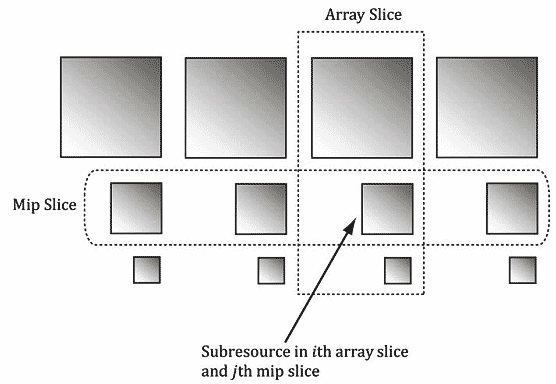 Array Slice
Mip Slice
Subresource in ith array slice
and jth mip slice